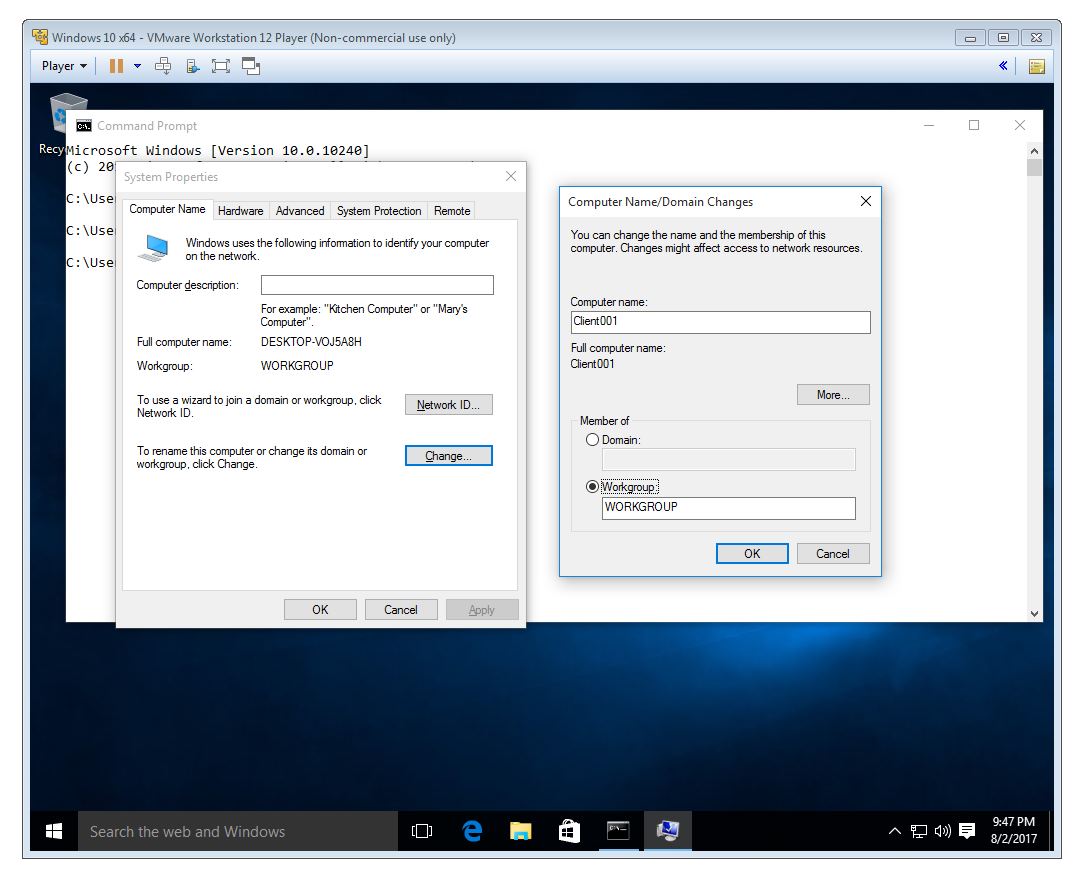 Windows 10 x64 - VMware Workstation 12 Player (Non-commercial use only)
Player
Command Prompt
Microsoft Windows [Version 10.0.10240]
(c) 20
C:\Use
C:\Use
C:\Use
System Properties
Computer Name Hardware Advanced System Protection Remote
Windows uses the following information to identify your computer
on the network.
Computer description:
For example: "Kitchen Computer" or "Mary's
Computer".
Full computer name: DESKTOP-VOJ5A8H
Workgroup: WORKGROUP
To use a wizard to join a domain or workgroup, click
Network ID.
Network ID...
To rename this computer or change its domain or
workgroup, click Change.
Change...
OK Cancel Apply
Computer Name/Domain Changes
You can change the name and the membership of this
computer. Changes might affect access to network resources.
Computer name:
Client001
Full computer name:
Client001
More...
Member of
Domain:
Workgroup:
WORKGROUP
OK Cancel
Search the web and Windows
9:47 PM
8/2/2017